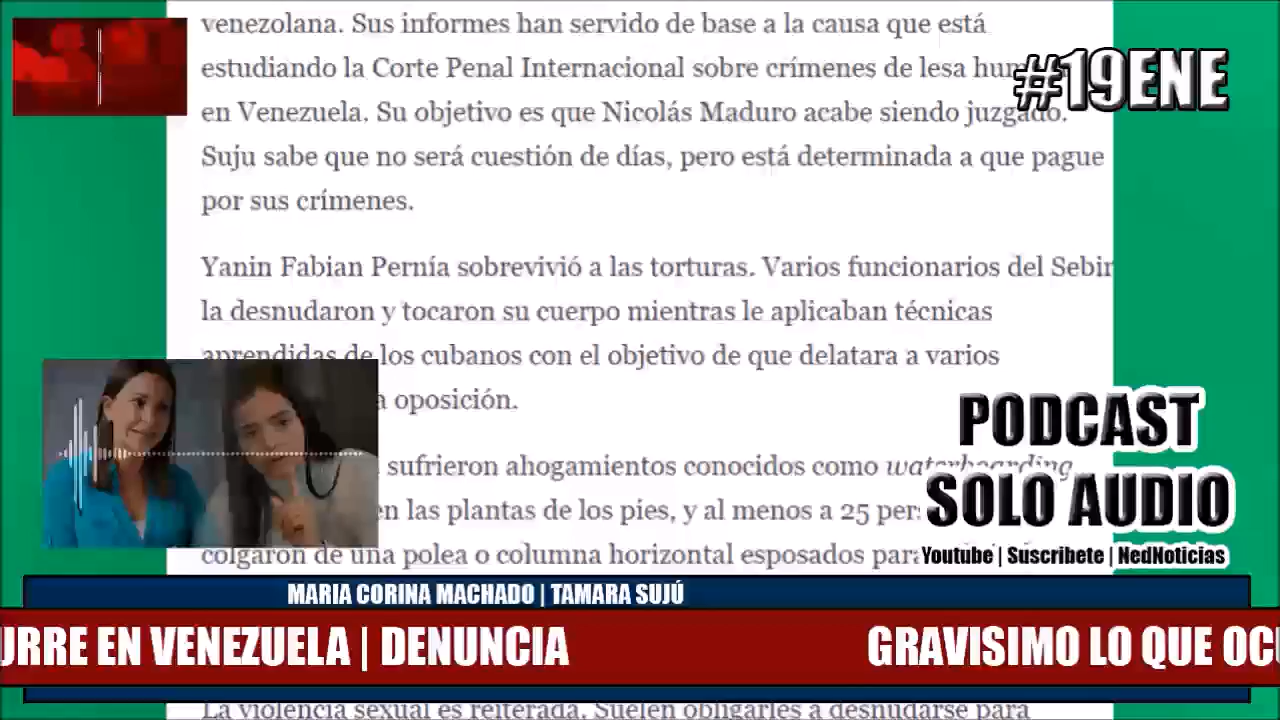 venezolana. Sus informes han servido de base a la causa que está
estudiando la Corte Penal Internacional sobre crímenes de lesa
#19ENE
en Venezuela. Su objetivo es que Nicolás Maduro acabe siendo juzgado.
Suju sabe que no será cuestión de días, pero está determinada a que pague
por sus crímenes.
Yanin Fabian Pernía sobrevivió a las torturas. Varios funcionarios del Sebin
la desnudaron y tocaron su cuerpo mientras le aplicaban técnicas
aprendidas de los cubanos con el objetivo de que delatara a varios
a oposición.
sufrieron ahogamientos conocidos como waterboarding
en las plantas de los pies, y al menos a 25
colgaron de una polea o columna horizontal esposados
PODCAST
SOLO AUDIO
Youtube | Suscribete | NedNoticias
MARIA CORINA MACHADO | TAMARA SUJÚ
URRE EN VENEZUELA | DENUNCIA
GRAVISIMO LO QUE OCU
La violencia sexual es reiterada. Suelen obligarles a desnudarse para